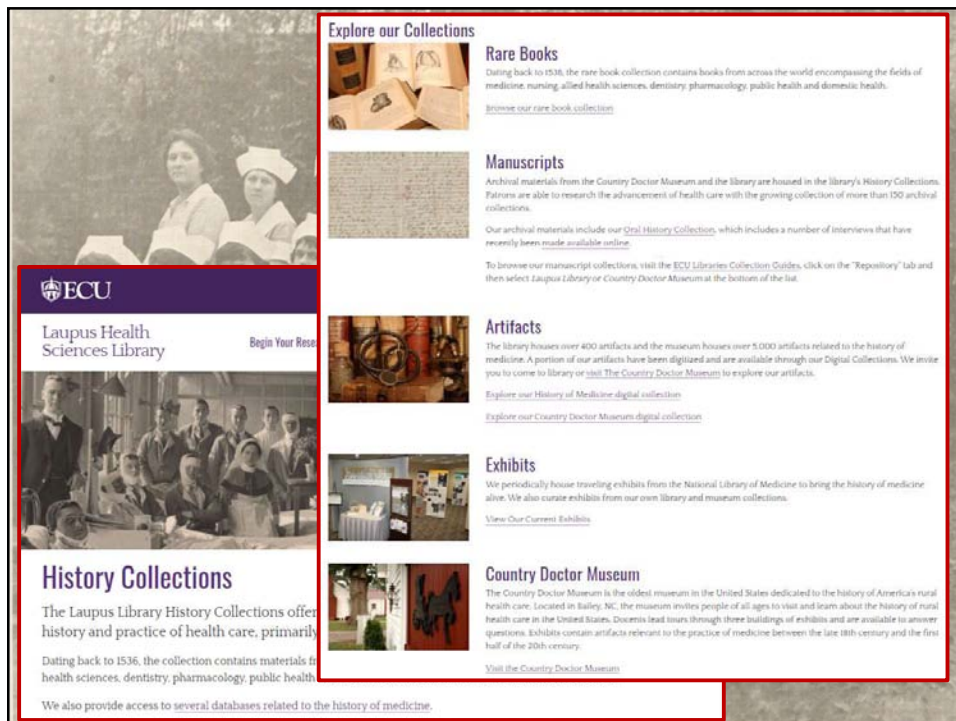 Explore our Collections
Rare Books
Dating back to 1538, the rare book collection contains books from across the world encompassing the fields of
medicine, nursing, allied health sciences, dentistry, pharmacology, public health and domestic health.
Browse our rare book collection
Manuscripts
Archival materials from the Country Doctor Museum and the library are housed in the library's History Collections.
Patrons are able to research the advancement of health care with the growing collection of more than 150 archival
collections.
Our archival materials include our Oral History Collection, which includes a number of interviews that have
recently been made available online.
To browse our manuscript collections, visit the ECU Libraries Collection Guides, click on the "Repository" tab and
then select Laupus Library or Country Doctor Museum at the bottom of the list.
Artifacts
The library houses over 400 artifacts and the museum houses over 5,000 artifacts related to the history of
medicine. A portion of our artifacts have been digitized and are available through our Digital Collections. We invite
you to come to library or visit The Country Doctor Museum to explore our artifacts.
Explore our History of Medicine digital collection
Explore our Country Doctor Museum digital collection
Exhibits
We periodically house traveling exhibits from the National Library of Medicine to bring the history of medicine
alive. We also curate exhibits from our own library and museum collections.
View Our Current Exhibits
Country Doctor Museum
The Country Doctor Museum is the oldest museum in the United States dedicated to the history of America's rural
health care. Located in Bailey, NC, the museum invites people of all ages to visit and learn about the history of rural
health care in the United States. Docents lead tours through three buildings of exhibits and are available to answer
questions. Exhibits contain artifacts relevant to the practice of medicine between the late 18th century and the first
half of the 20th century.
Visit the Country Doctor Museum
ECU
Laupus Health
Sciences Library
Begin Your Resea
History Collections
The Laupus Library History Collections offer
history and practice of health care, primarily
Dating back to 1536, the collection contains materials fr
health sciences, dentistry, pharmacology, public health
We also provide access to several databases related to the history of medicine.